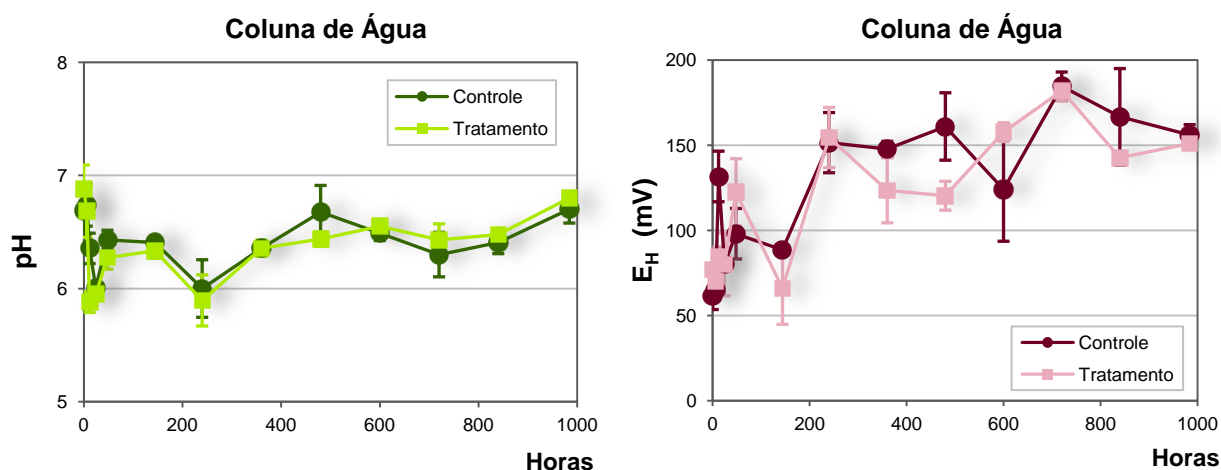 Coluna de Água
8
7
6
5
pH
Controle
Tratamento
0
200
400
600
800
1000
Horas
Coluna de Água
200
150
100
50
0
E_H (mV)
Controle
Tratamento
0
200
400
600
800
1000
Horas